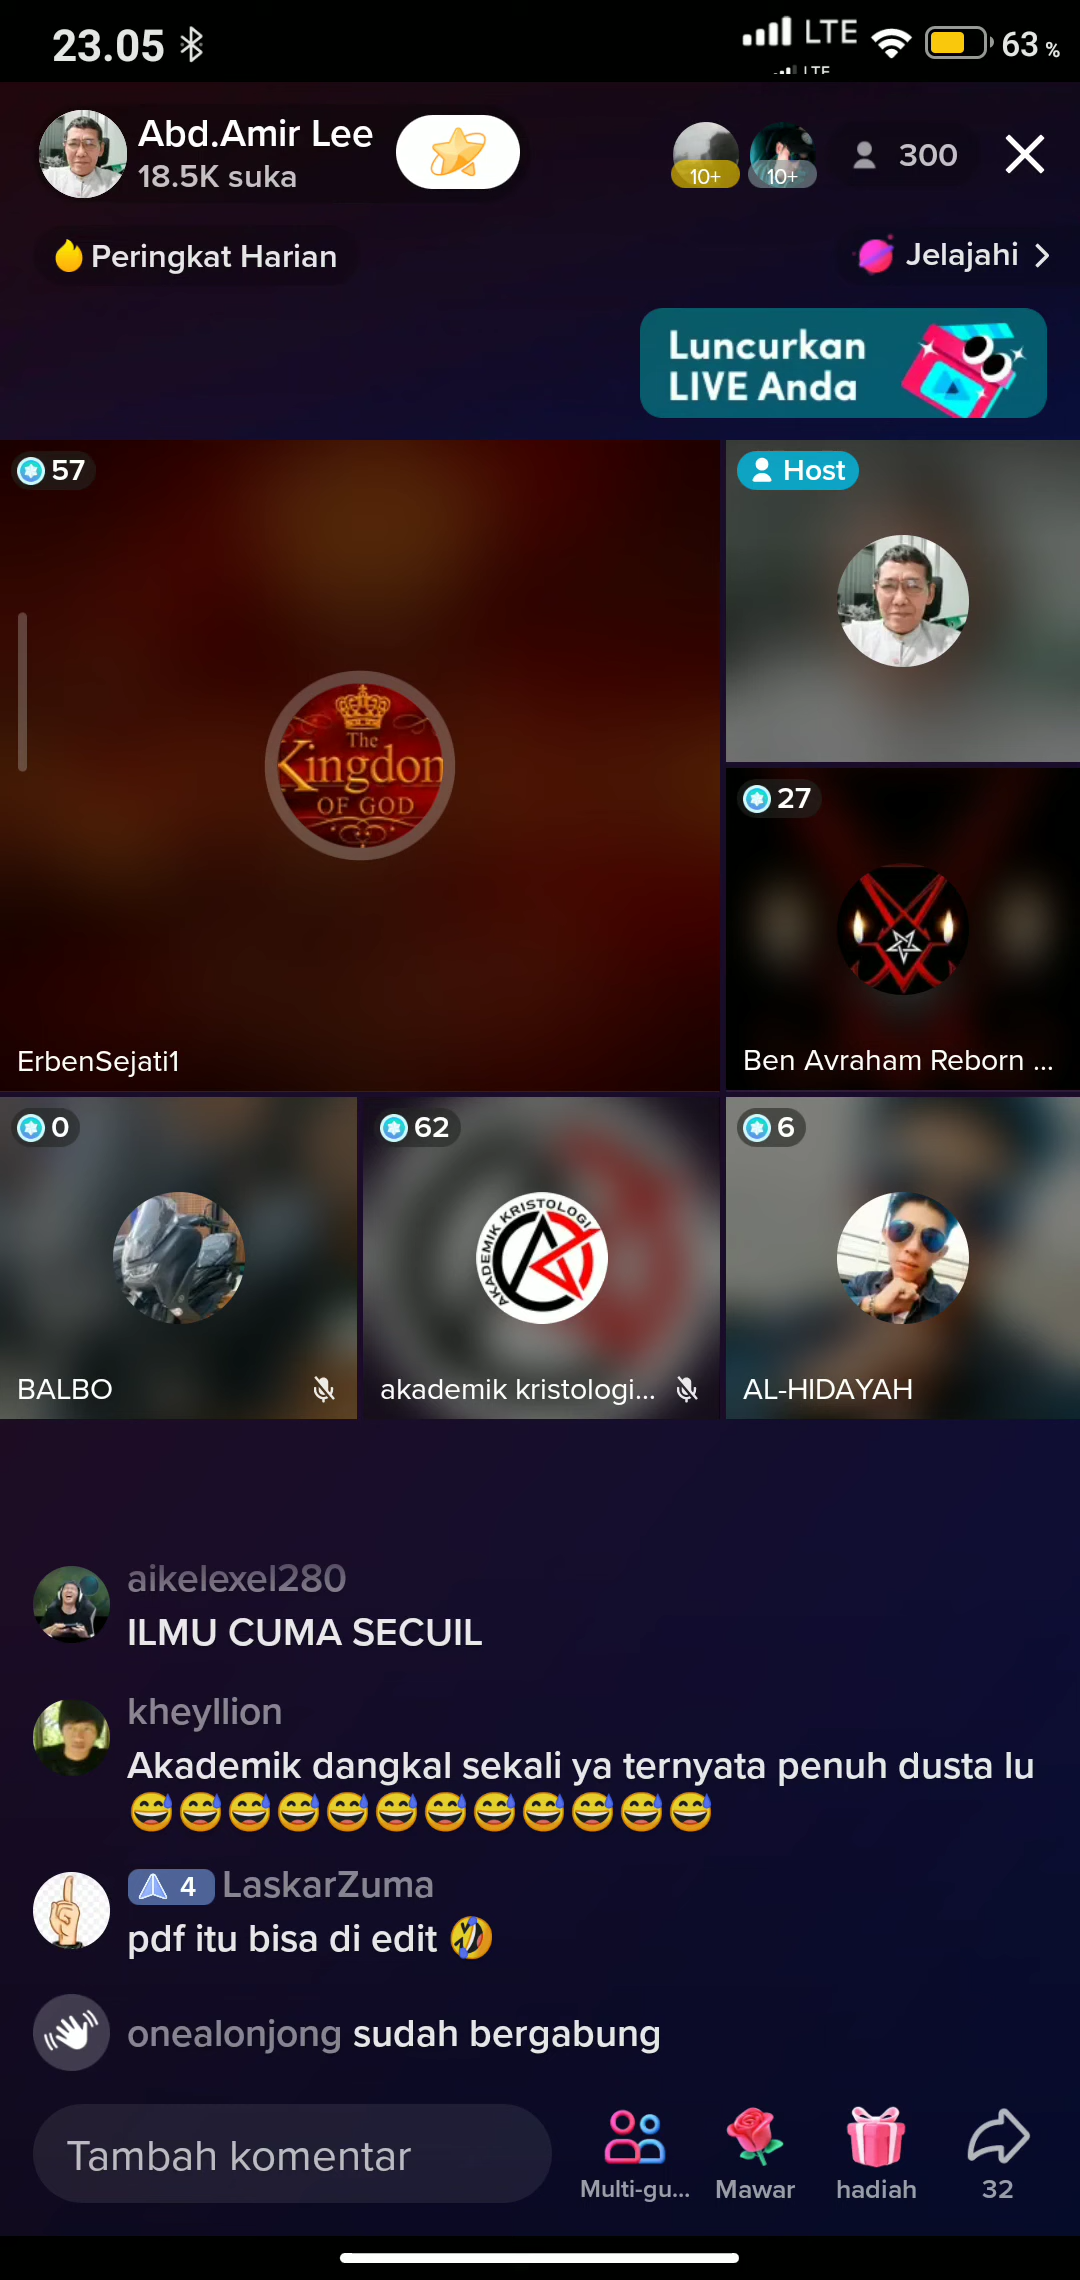 23.05
LTE
LTE
63 %
Abd.Amir Lee
18.5K suka
10+
10+
300
Peringkat Harian
Jelajahi
Luncurkan
LIVE Anda
57
Host
The
Kingdom
OF GOD
27
ErbenSejati1
Ben Avraham Reborn ...
0
62
6
AKADEMIK KRISTOLOGI
BALBO
akademik kristologi...
AL-HIDAYAH
aikelexel280
ILMU CUMA SECUIL
kheyllion
Akademik dangkal sekali ya ternyata penuh dusta lu
😅😅😅😅😅😅😅😅😅😅😅😅
4 LaskarZuma
pdf itu bisa di edit 🤣
onealonjong sudah bergabung
Tambah komentar
Multi-gu...
Mawar
hadiah
32